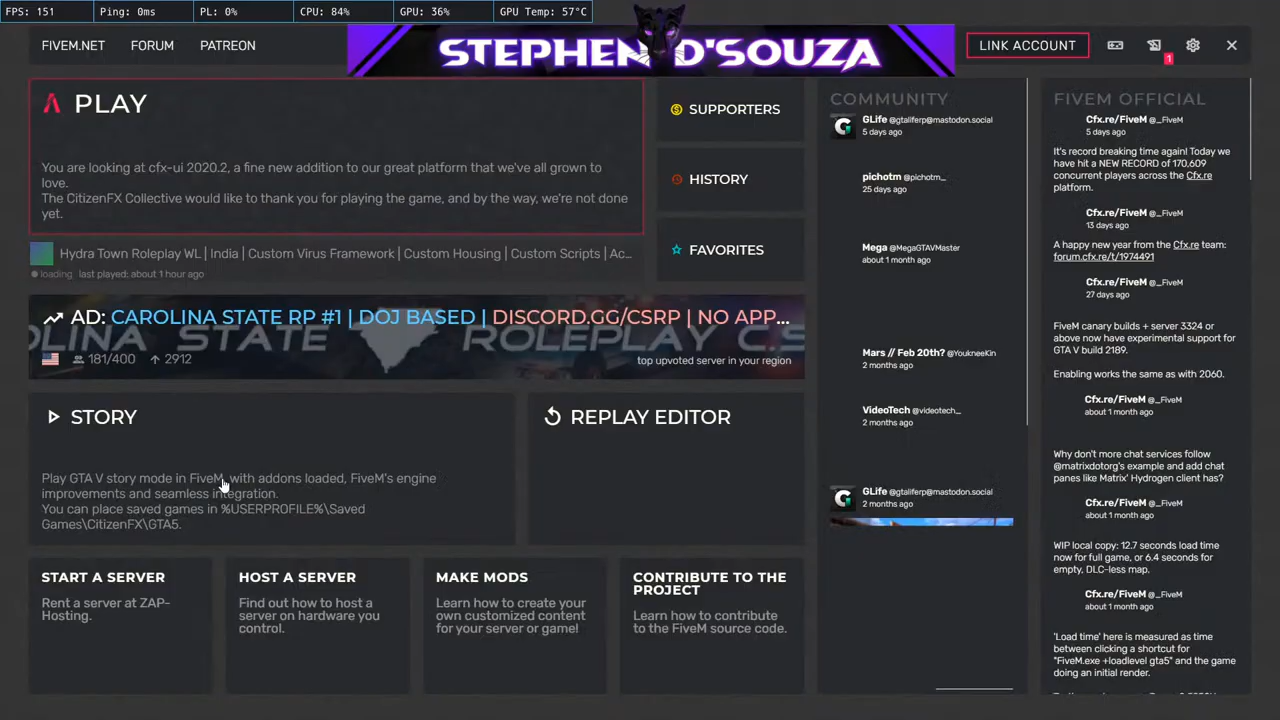 FPS: 151 Ping: 0ms PL: 0% CPU: 84% GPU: 36% GPU Temp: 57°C
FIVEM.NET FORUM PATREON
STEPHEN D'SOUZA
LINK ACCOUNT
1
PLAY
You are looking at cfx-ui 2020.2, a fine new addition to our great platform that we've all grown to
love.
The CitizenFX Collective would like to thank you for playing the game, and by the way, we're not done
yet.
Hydra Town Roleplay WL | India | Custom Virus Framework | Custom Housing | Custom Scripts | Ac...
loading last played: about 1 hour ago
SUPPORTERS
HISTORY
FAVORITES
AD: CAROLINA STATE RP #1 | DOJ BASED | DISCORD.GG/CSRP | NO APP...
181/400 2912
top upvoted server in your region
STORY
Play GTA V story mode in FiveM, with addons loaded, FiveM's engine
improvements and seamless integration.
You can place saved games in %USERPROFILE%\Saved
Games\CitizenFX\GTA5.
REPLAY EDITOR
START A SERVER
Rent a server at ZAP-
Hosting.
HOST A SERVER
Find out how to host a
server on hardware you
control.
MAKE MODS
Learn how to create your
own customized content
for your server or game!
CONTRIBUTE TO THE
PROJECT
Learn how to contribute
to the FiveM source code.
COMMUNITY
GLife @gtaliferp@mastodon.social
5 days ago
pichotm @pichotm_
25 days ago
Mega @MegaGTAVMaster
about 1 month ago
Mars // Feb 20th? @YoukneeKin
2 months ago
VideoTech @videotech_
2 months ago
GLife @gtaliferp@mastodon.social
2 months ago
FIVEM OFFICIAL
Cfx.re/FiveM @_FiveM
5 days ago
It's record breaking time again! Today we
have hit a NEW RECORD of 170,609
concurrent players across the Cfx.re
platform.
Cfx.re/FiveM @_FiveM
13 days ago
A happy new year from the Cfx.re team:
forum.cfx.re/t/1974491
Cfx.re/FiveM @_FiveM
27 days ago
FiveM canary builds + server 3324 or
above now have experimental support for
GTA V build 2189.
Enabling works the same as with 2060.
Cfx.re/FiveM @_FiveM
about 1 month ago
Why don't more chat services follow
@matrixdotorg's example and add chat
panes like Matrix' Hydrogen client has?
Cfx.re/FiveM @_FiveM
about 1 month ago
WIP local copy: 12.7 seconds load time
now for full game, or 6.4 seconds for
empty, DLC-less map.
Cfx.re/FiveM @_FiveM
about 1 month ago
'Load time' here is measured as time
between clicking a shortcut for
"FiveM.exe +loadlevel gta5" and the game
doing an initial render.